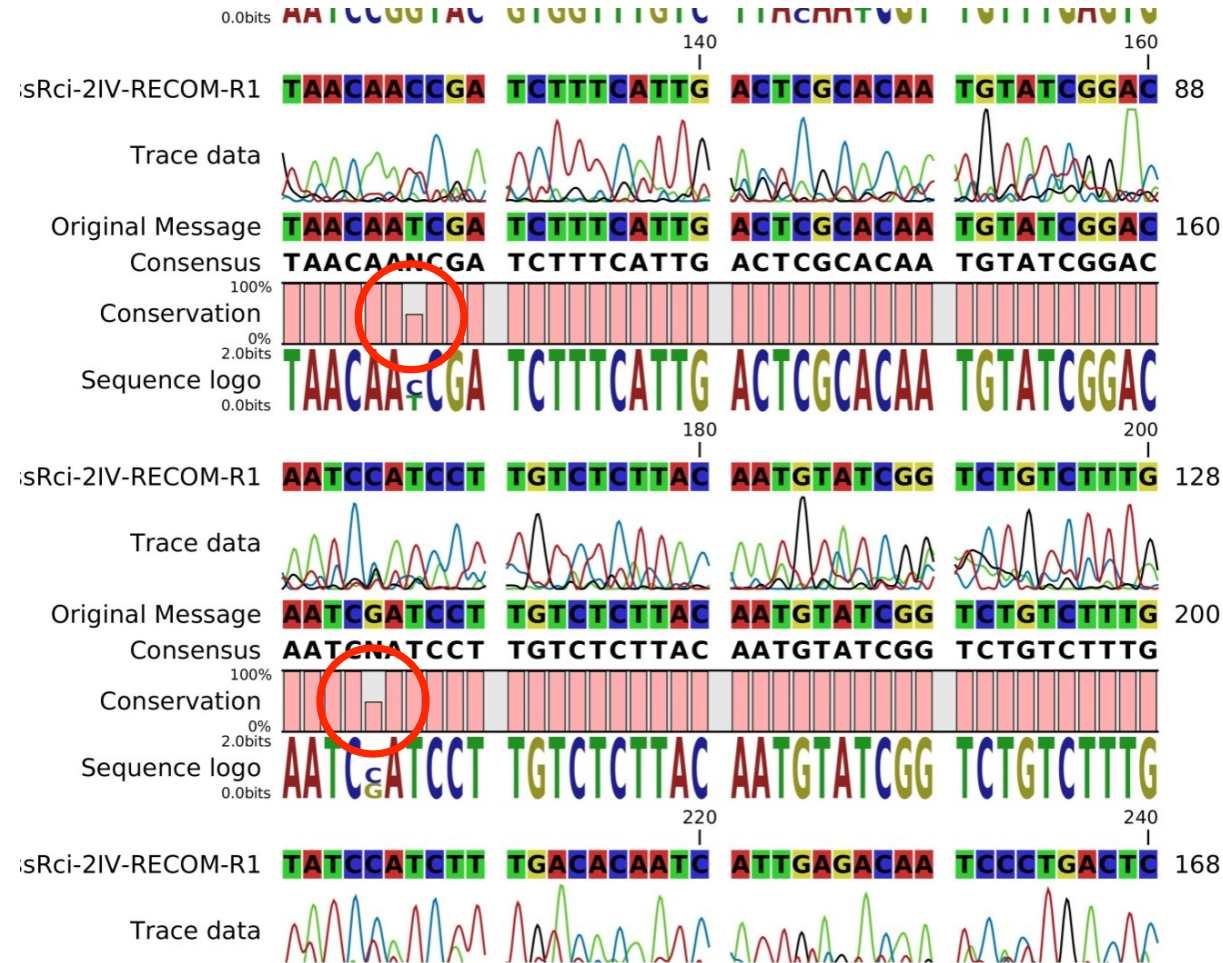 0.0bits
140 160
sRci-2IV-RECOM-R1 TAACAACCGA TCTTTCATTG ACTCGCACAA TGTATCGGAC 88
Trace data
Original Message TAACAATCGA TCTTTCATTG ACTCGCACAA TGTATCGGAC 160
Consensus TAACAANCGA TCTTTCATTG ACTCGCACAA TGTATCGGAC
100%
Conservation
0%
2.0bits
Sequence logo TAACAACTCGA TCTTTCATTG ACTCGCACAA TGTATCGGAC
0.0bits
180 200
sRci-2IV-RECOM-R1 AATCCATCCT TGTCTCTTAC AATGTATCGG TCTGTCTTTG 128
Trace data
Original Message AATCGATCCT TGTCTCTTAC AATGTATCGG TCTGTCTTTG 200
Consensus AATCNATCCT TGTCTCTTAC AATGTATCGG TCTGTCTTTG
100%
Conservation
0%
2.0bits
Sequence logo AATCCGATCCT TGTCTCTTAC AATGTATCGG TCTGTCTTTG
0.0bits
220 240
sRci-2IV-RECOM-R1 TATCCATCTT TGACACAATC ATTGAGACAA TCCCTGACTC 168
Trace data